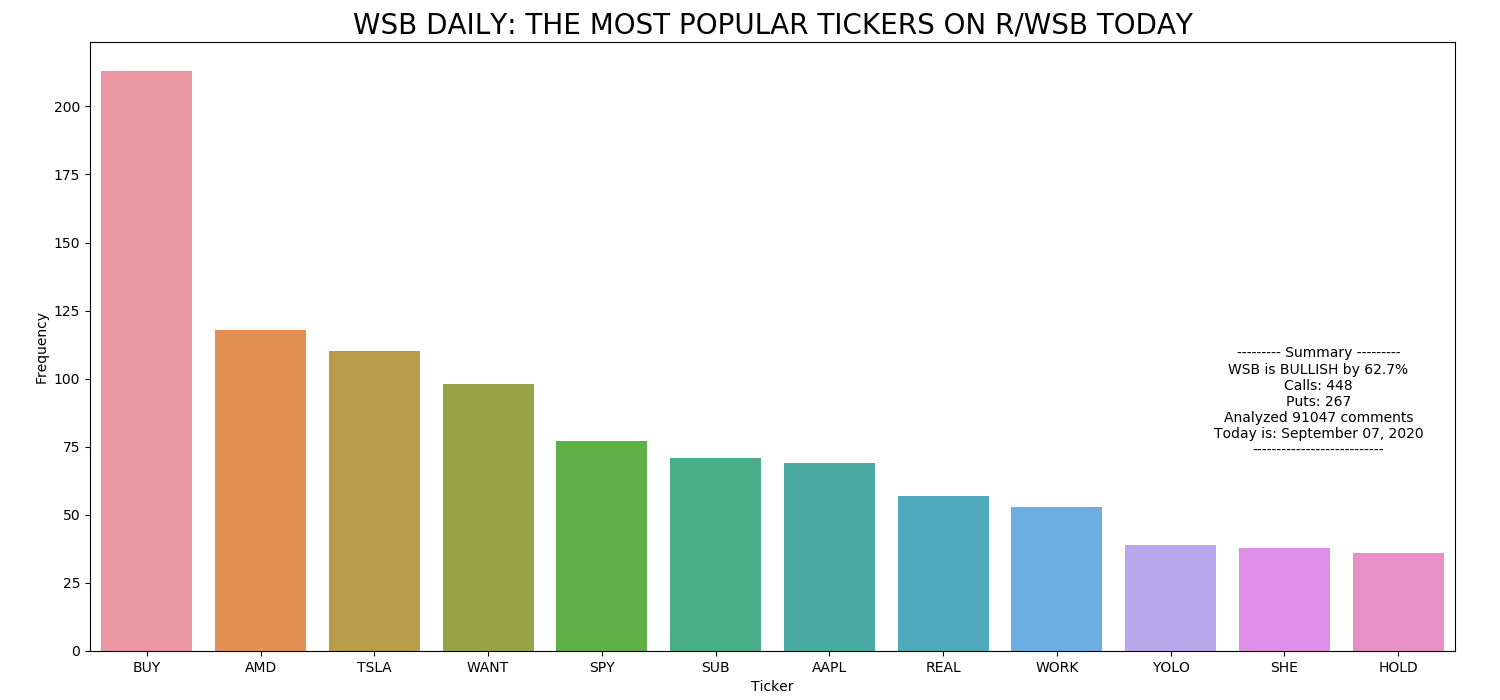 WSB DAILY: THE MOST POPULAR TICKERS ON R/WSB TODAY
200
175
150
125
100
75
50
25
0
Frequency
--------- Summary ---------
WSB is BULLISH by 62.7%
Calls: 448
Puts: 267
Analyzed 91047 comments
Today is: September 07, 2020
---------------------------
BUY AMD TSLA WANT SPY SUB AAPL REAL WORK YOLO SHE HOLD
Ticker